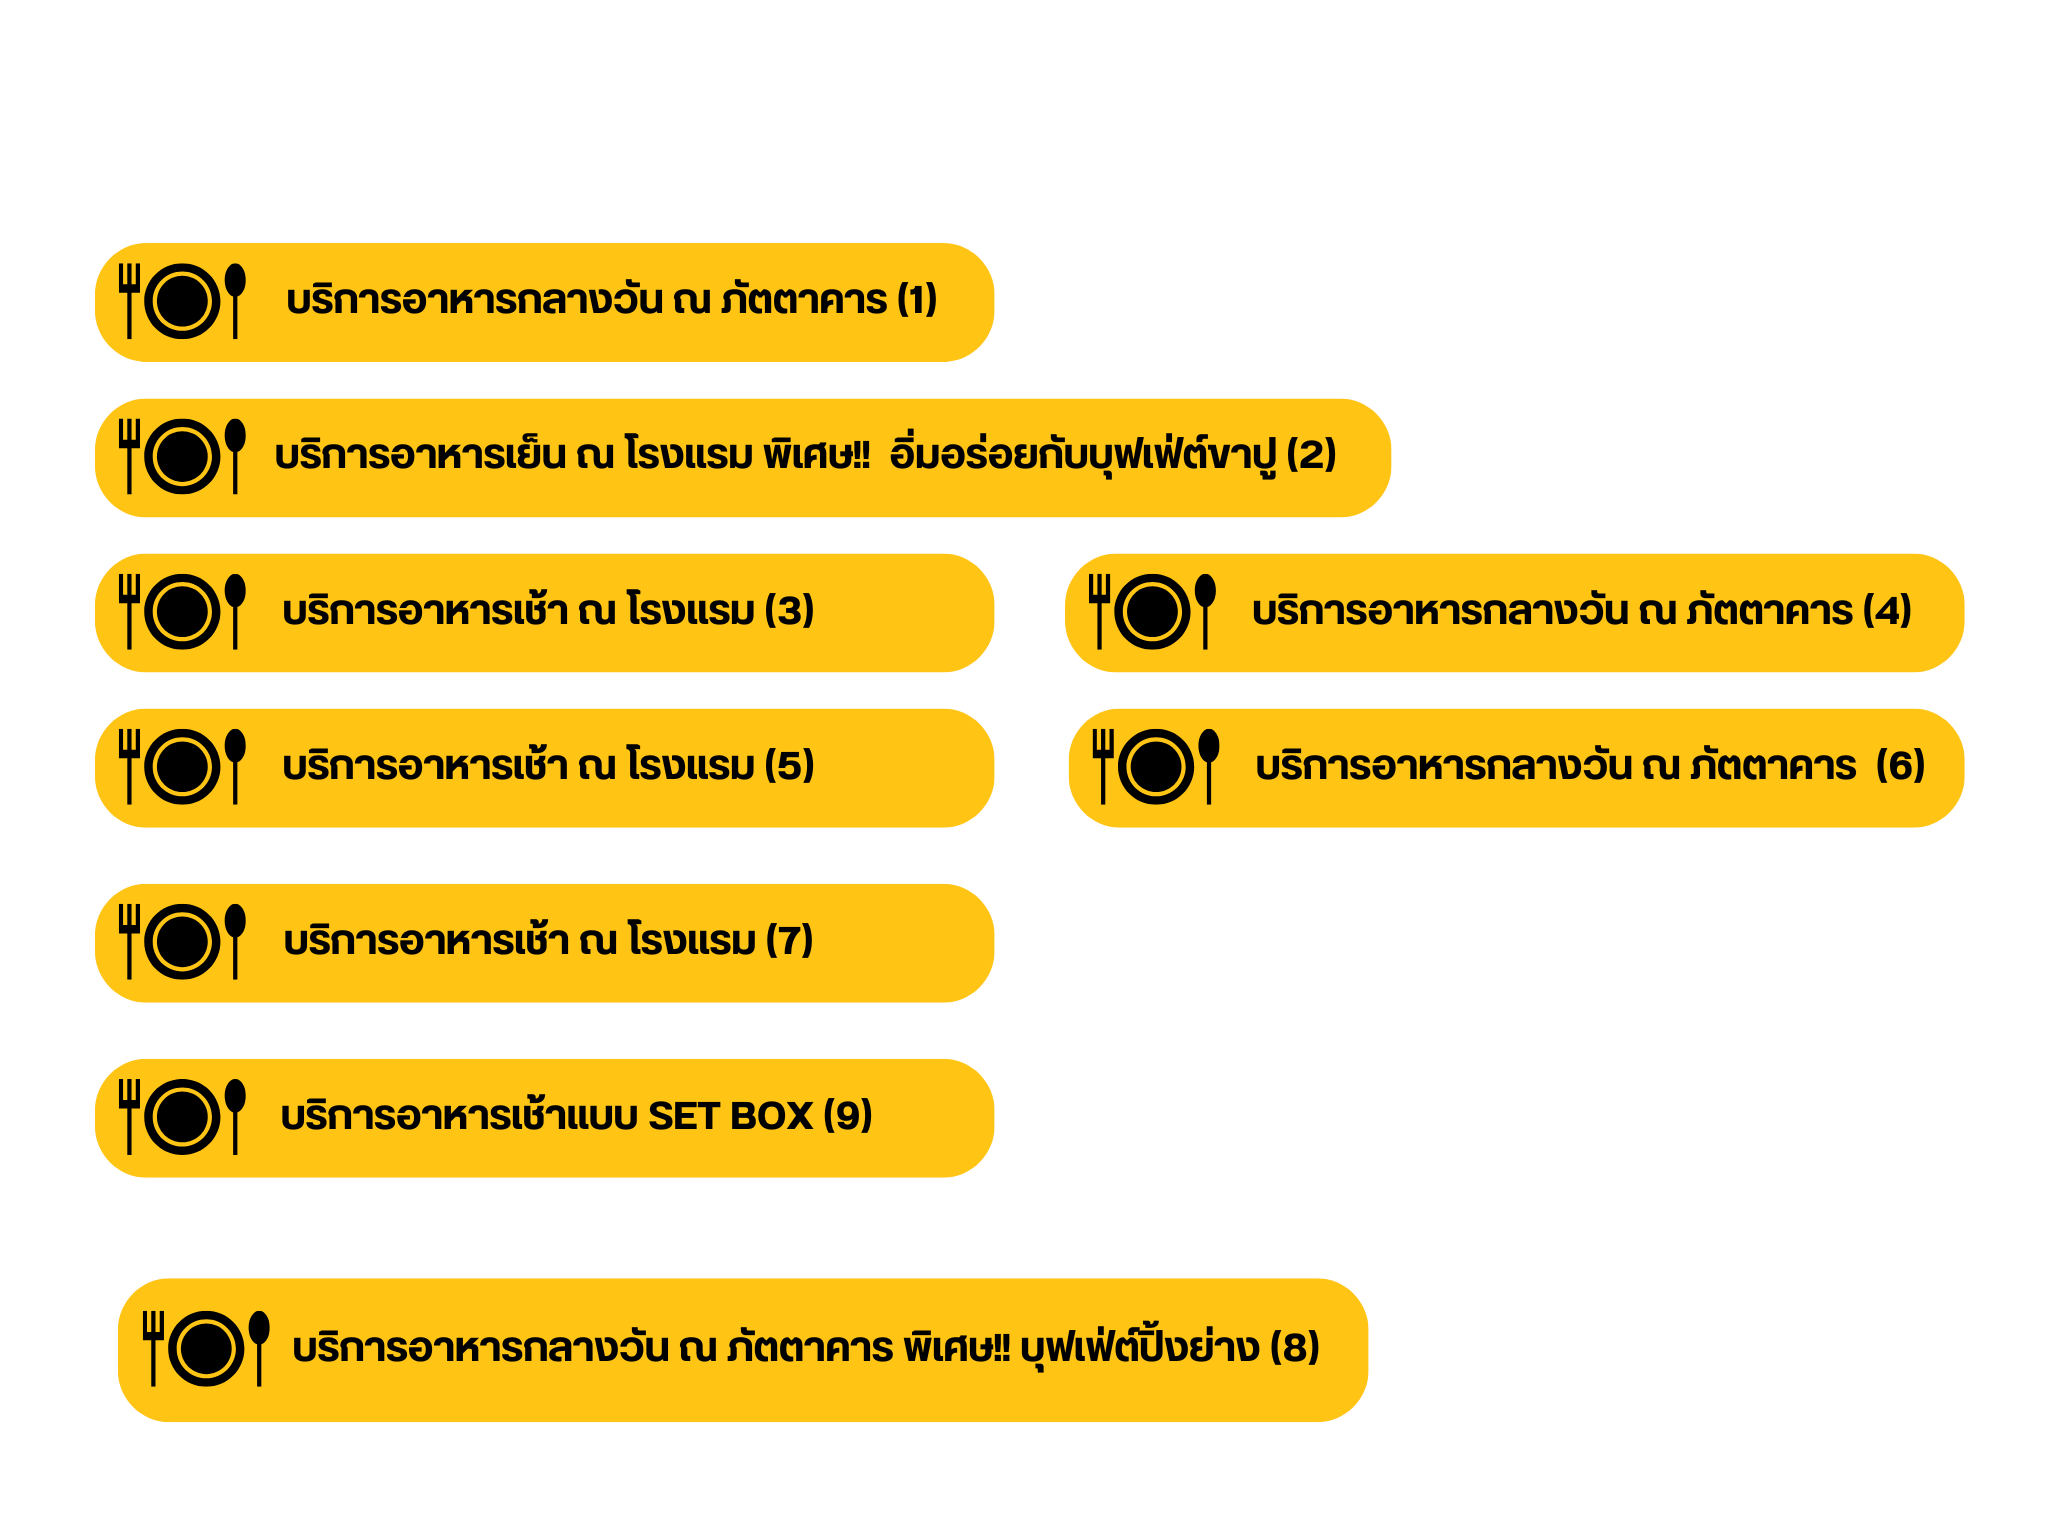 บริการอาหารกลางวัน ณ ภัตตาคาร (1)
บริการอาหารเย็น ณ โรงแรม พิเศษ!!  อิ่มอร่อยกับบุฟเฟ่ต์ขาปู (2)
บริการอาหารเช้า ณ โรงแรม (3)
บริการอาหารกลางวัน ณ ภัตตาคาร (4)
บริการอาหารเช้า ณ โรงแรม (5)
บริการอาหารกลางวัน ณ ภัตตาคาร  (6)
บริการอาหารเช้า ณ โรงแรม (7)
บริการอาหารเช้าแบบ SET BOX (9)
บริการอาหารกลางวัน ณ ภัตตาคาร พิเศษ!! บุฟเฟ่ต์ปิ้งย่าง (8)